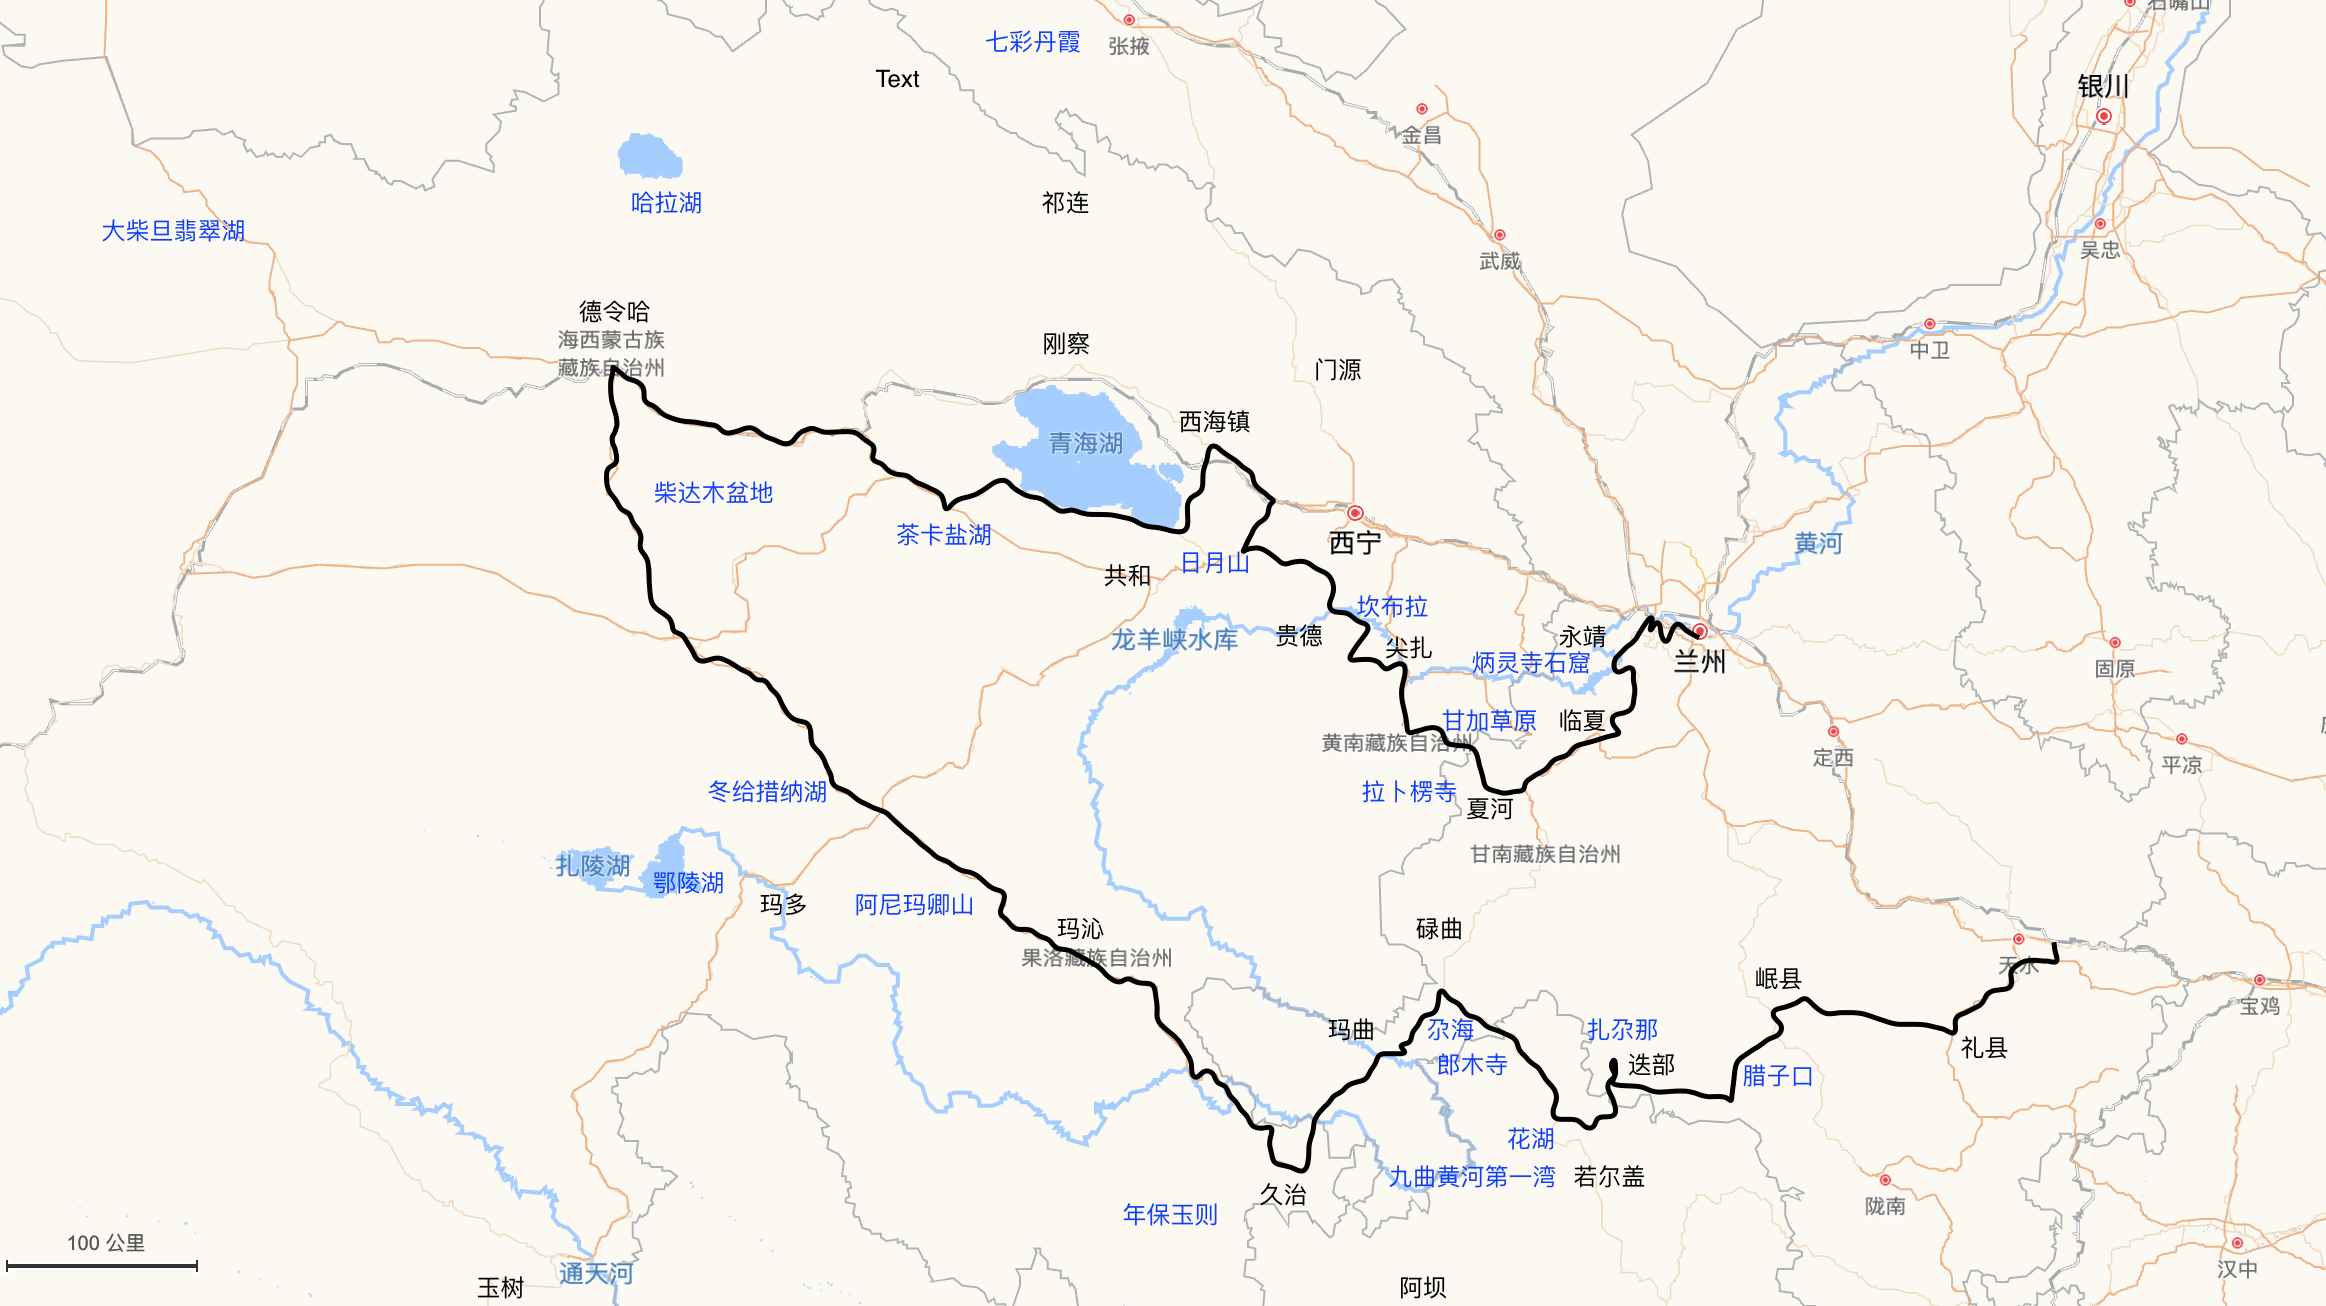 石嘴山
七彩丹霞
张掖
Text
银川
金昌
哈拉湖
祁连
大柴旦翡翠湖
吴忠
武威
德令哈
海西蒙古族
藏族自治州
刚察
中卫
门源
西海镇
青海湖
柴达木盆地
茶卡盐湖
西宁
黄河
日月山
共和
坎布拉
龙羊峡水库
贵德
尖扎
永靖
炳灵寺石窟
兰州
固原
甘加草原
临夏
黄南藏族自治州
定西
平凉
冬给措纳湖
拉卜楞寺
夏河
甘南藏族自治州
扎陵湖
鄂陵湖
玛多
阿尼玛卿山
玛沁
果洛藏族自治州
碌曲
天水
岷县
宝鸡
玛曲
尕海
扎尕那
礼县
郎木寺
迭部
腊子口
花湖
九曲黄河第一湾
若尔盖
久治
年保玉则
陇南
100 公里
通天河
玉树
阿坝
汉中